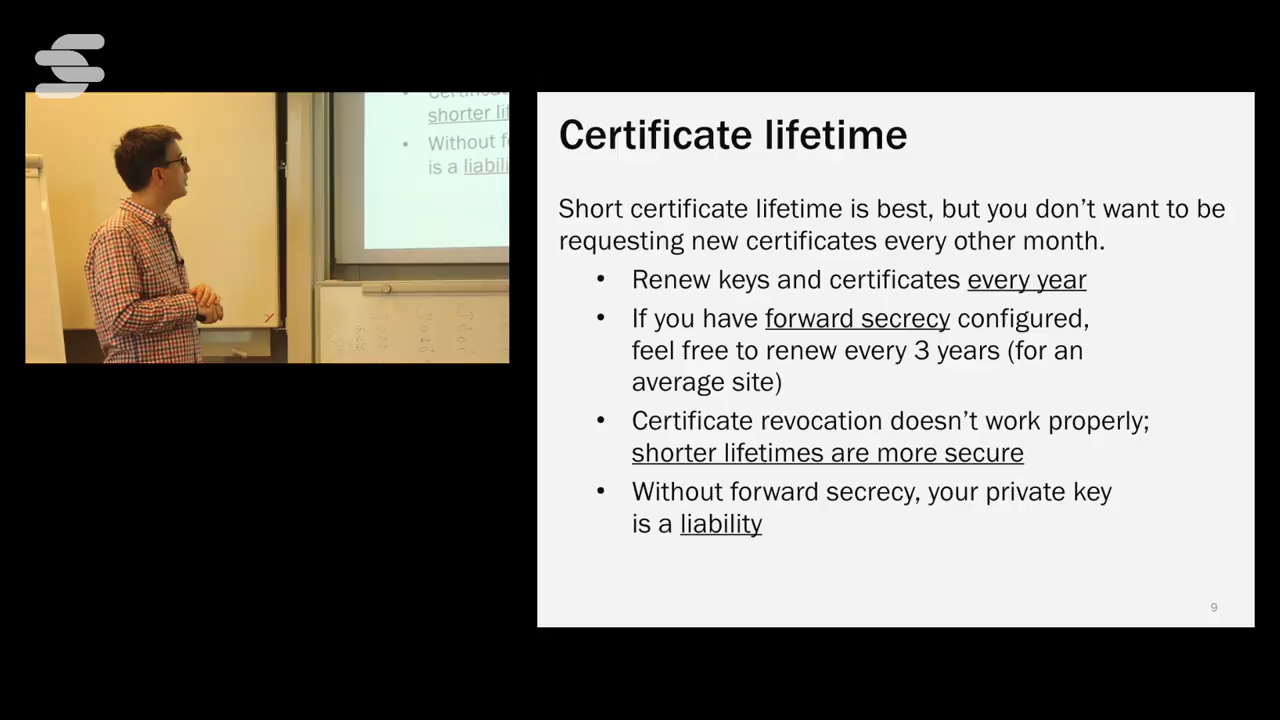 shorter
Without
is a
Certificate lifetime
Short certificate lifetime is best, but you don’t want to be
requesting new certificates every other month.
• Renew keys and certificates every year
• If you have forward secrecy configured,
feel free to renew every 3 years (for an
average site)
• Certificate revocation doesn’t work properly;
shorter lifetimes are more secure
• Without forward secrecy, your private key
is a liability
9